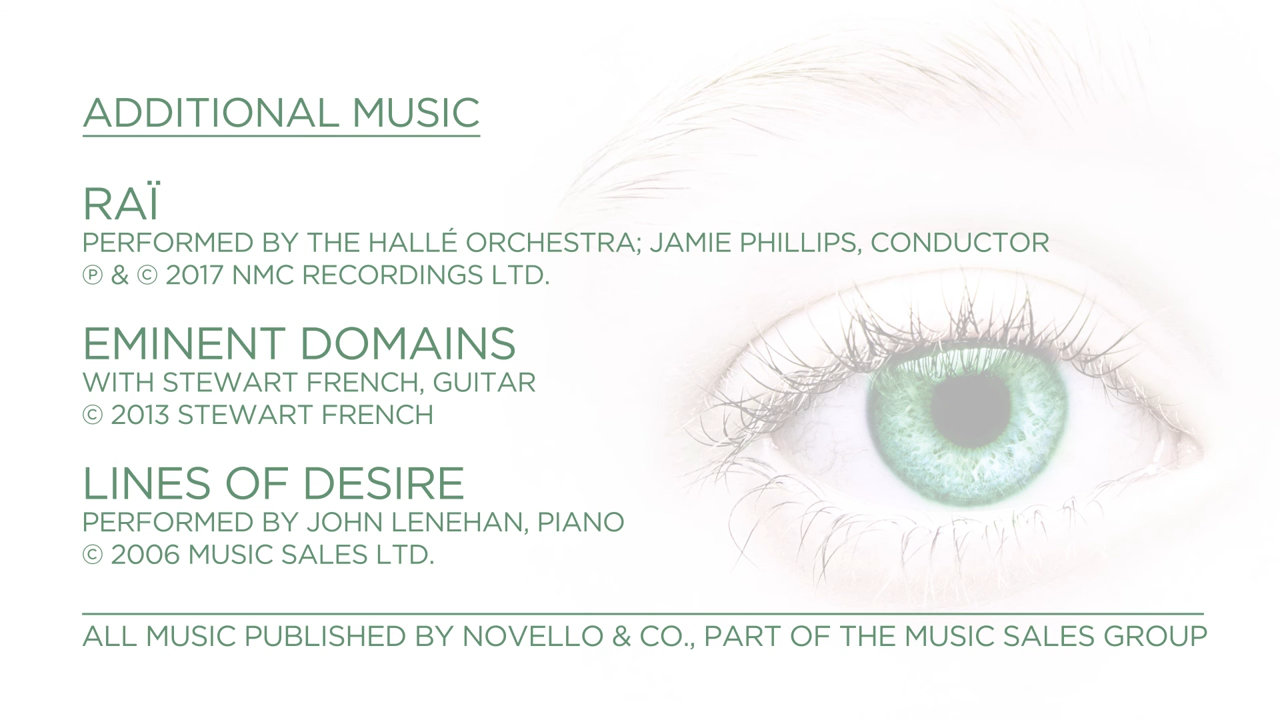 ADDITIONAL MUSIC
RAÏ
PERFORMED BY THE HALLÉ ORCHESTRA; JAMIE PHILLIPS, CONDUCTOR
℗ & © 2017 NMC RECORDINGS LTD.
EMINENT DOMAINS
WITH STEWART FRENCH, GUITAR
© 2013 STEWART FRENCH
LINES OF DESIRE
PERFORMED BY JOHN LENEHAN, PIANO
© 2006 MUSIC SALES LTD.
ALL MUSIC PUBLISHED BY NOVELLO & CO., PART OF THE MUSIC SALES GROUP